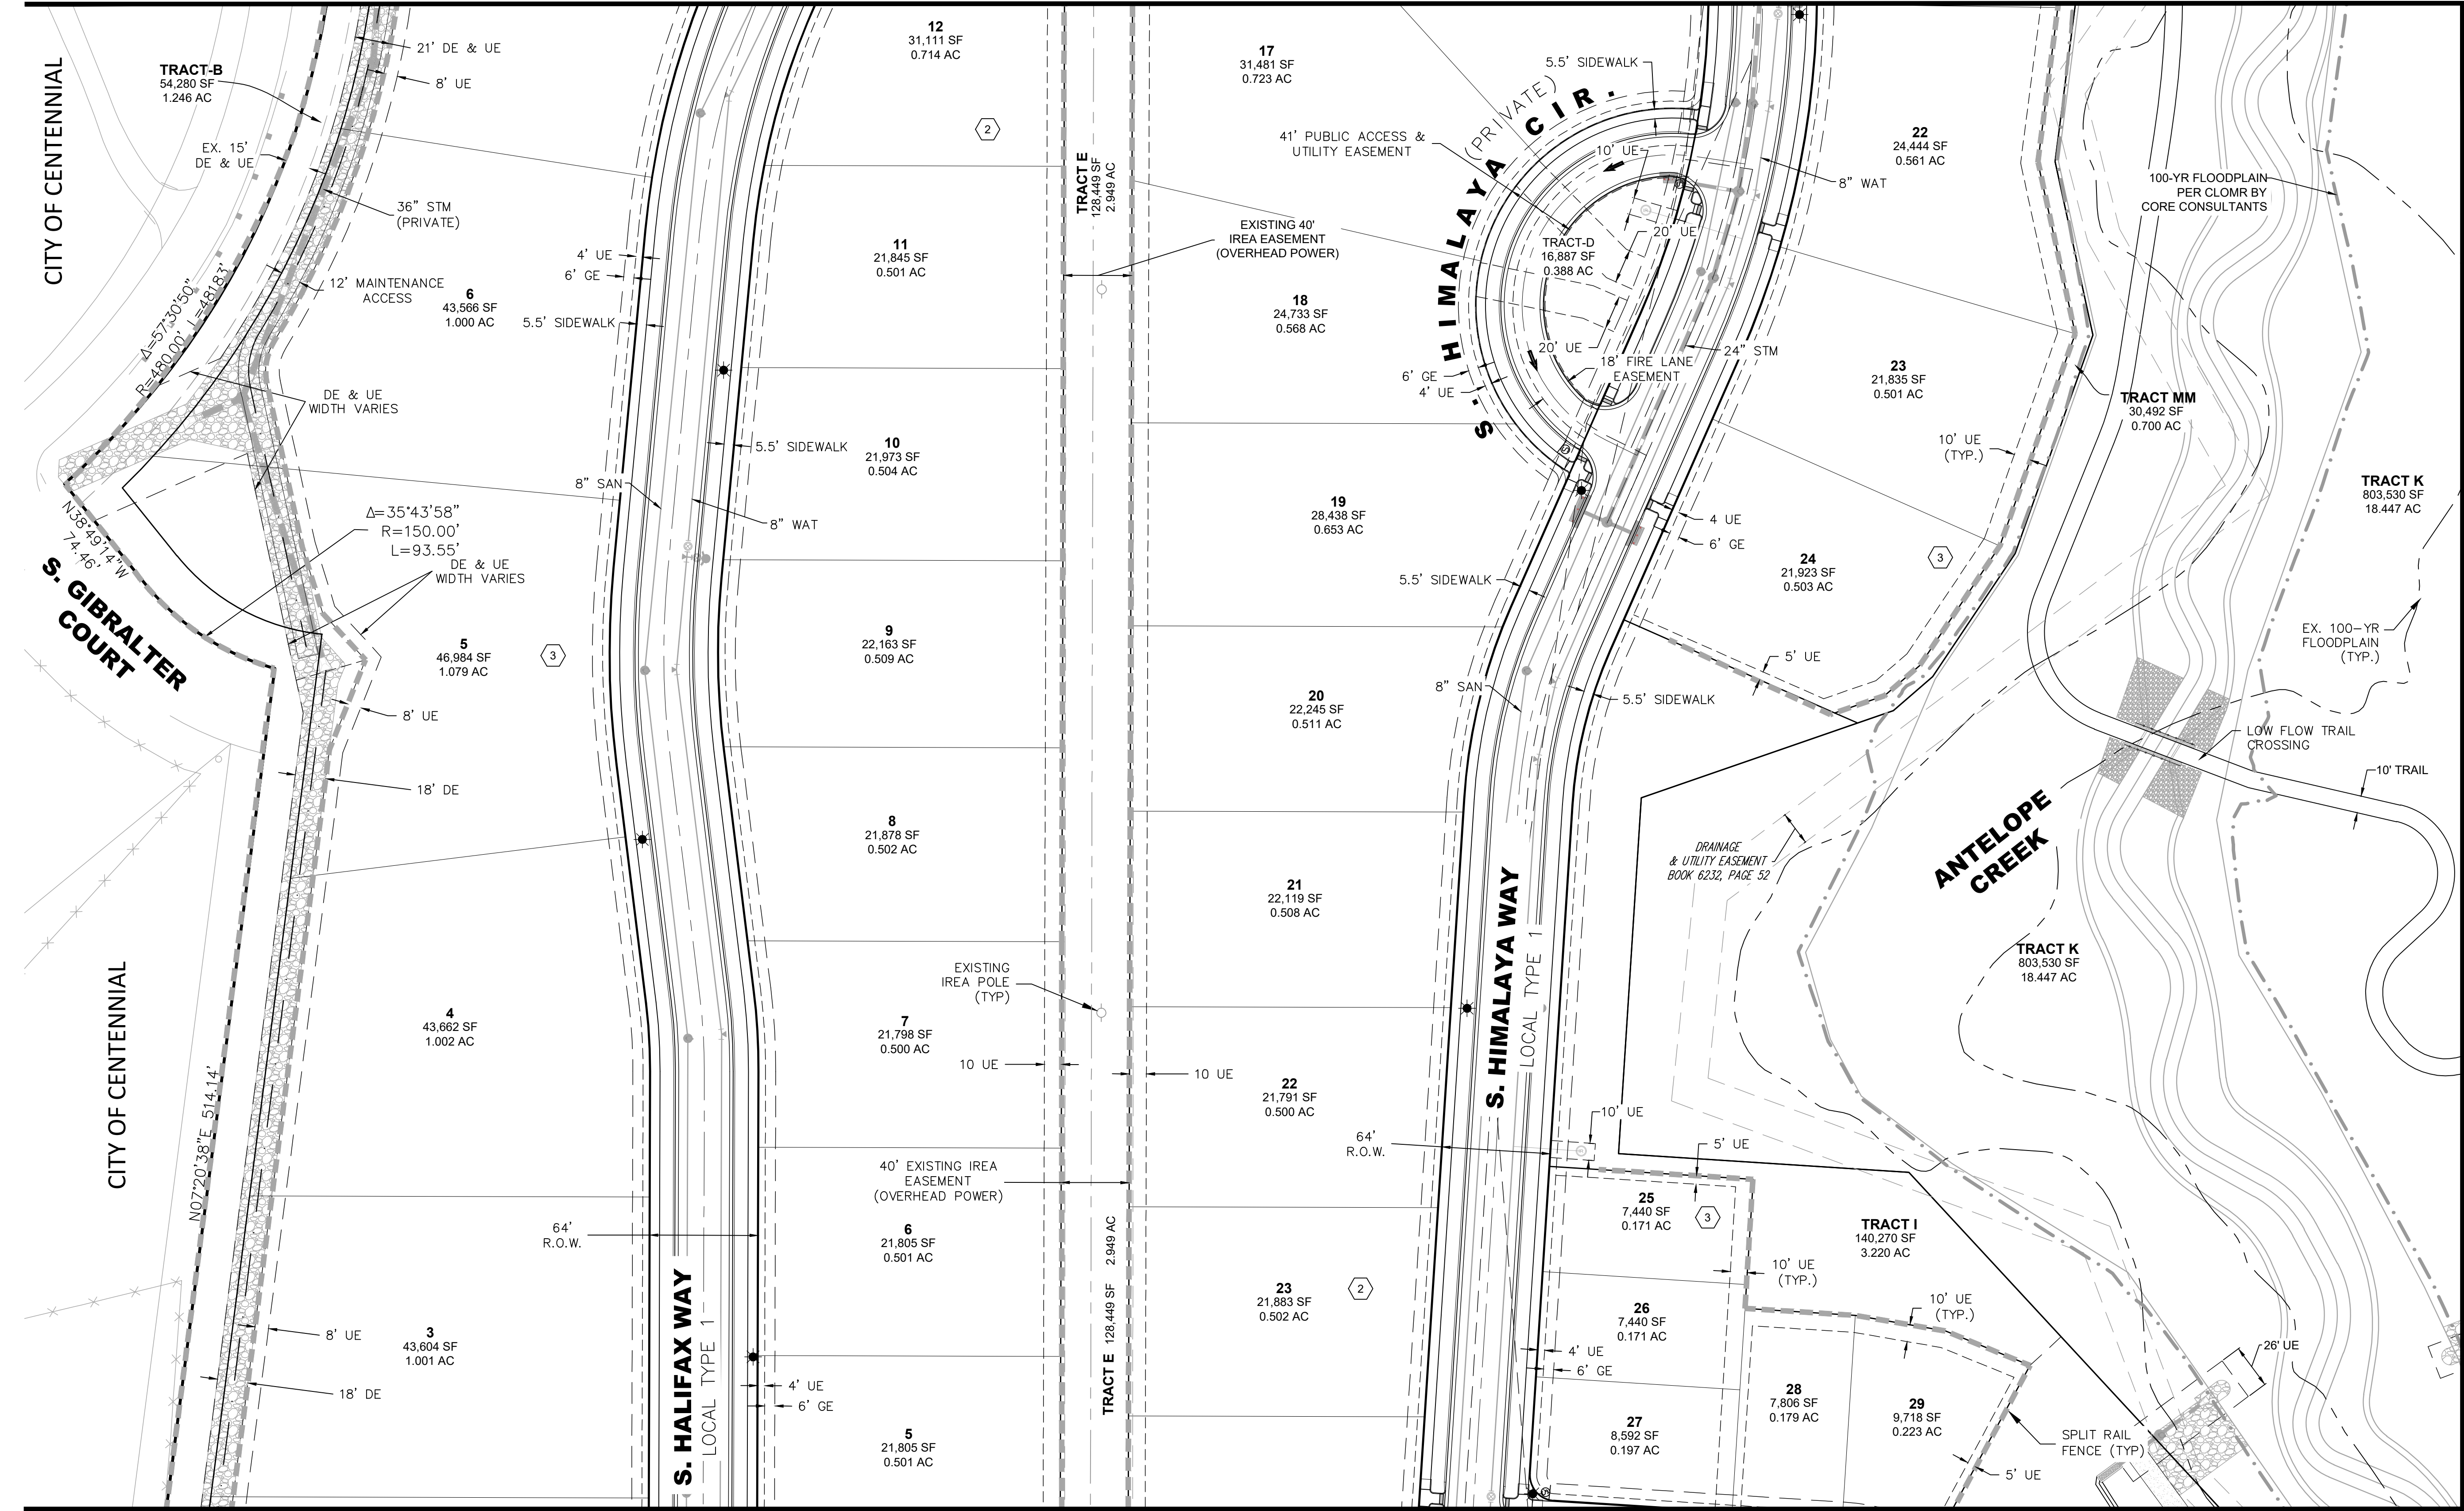 CITY OF CENTENNIAL
TRACT-B
54,280 SF
1.246 AC
EX. 15'
DE & UE
21' DE & UE
8' UE
36" STM
(PRIVATE)
12' MAINTENANCE
ACCESS
Δ=57°30'50"
R=480.00' L=481.83'
6
43,566 SF
1.000 AC
DE & UE
WIDTH VARIES
N38°49'14"W
74.46'
Δ=35°43'58"
R=150.00'
L=93.55'
DE & UE
WIDTH VARIES
S. GIBRALTER
COURT
5
46,984 SF
1.079 AC
3
8' UE
18' DE
CITY OF CENTENNIAL
N07°20'38"E 514.14'
4
43,662 SF
1.002 AC
8' UE
3
43,604 SF
1.001 AC
18' DE
4' UE
6' GE
5.5' SIDEWALK
8" SAN
5.5' SIDEWALK
8" WAT
64'
R.O.W.
S. HALIFAX WAY
LOCAL TYPE 1
4' UE
6' GE
12
31,111 SF
0.714 AC
2
11
21,845 SF
0.501 AC
10
21,973 SF
0.504 AC
9
22,163 SF
0.509 AC
8
21,878 SF
0.502 AC
EXISTING
IREA POLE
(TYP)
7
21,798 SF
0.500 AC
10 UE
40' EXISTING IREA
EASEMENT
(OVERHEAD POWER)
6
21,805 SF
0.501 AC
5
21,805 SF
0.501 AC
TRACT E
128,449 SF
2.949 AC
EXISTING 40'
IREA EASEMENT
(OVERHEAD POWER)
10 UE
TRACT E 128,449 SF 2.949 AC
17
31,481 SF
0.723 AC
18
24,733 SF
0.568 AC
19
28,438 SF
0.653 AC
20
22,245 SF
0.511 AC
21
22,119 SF
0.508 AC
22
21,791 SF
0.500 AC
23
21,883 SF
0.502 AC
2
5.5' SIDEWALK
41' PUBLIC ACCESS &
UTILITY EASEMENT
S. HIMALAYA CIR.
(PRIVATE)
10' UE
TRACT-D
16,887 SF
0.388 AC
20' UE
20' UE
18' FIRE LANE
EASEMENT
6' GE
4' UE
8" WAT
24" STM
4 UE
6' GE
5.5' SIDEWALK
8" SAN
5' UE
5.5' SIDEWALK
S. HIMALAYA WAY
LOCAL TYPE 1
64'
R.O.W.
22
24,444 SF
0.561 AC
23
21,835 SF
0.501 AC
10' UE
(TYP.)
24
21,923 SF
0.503 AC
3
100-YR FLOODPLAIN
PER CLOMR BY
CORE CONSULTANTS
TRACT MM
30,492 SF
0.700 AC
TRACT K
803,530 SF
18.447 AC
EX. 100-YR
FLOODPLAIN
(TYP.)
LOW FLOW TRAIL
CROSSING
10' TRAIL
ANTELOPE
CREEK
DRAINAGE
& UTILITY EASEMENT
BOOK 6232, PAGE 52
TRACT K
803,530 SF
18.447 AC
10' UE
5' UE
25
7,440 SF
0.171 AC
3
TRACT I
140,270 SF
3.220 AC
10' UE
(TYP.)
26
7,440 SF
0.171 AC
10' UE
(TYP.)
4' UE
6' GE
26' UE
27
8,592 SF
0.197 AC
28
7,806 SF
0.179 AC
29
9,718 SF
0.223 AC
SPLIT RAIL
FENCE (TYP)
5' UE